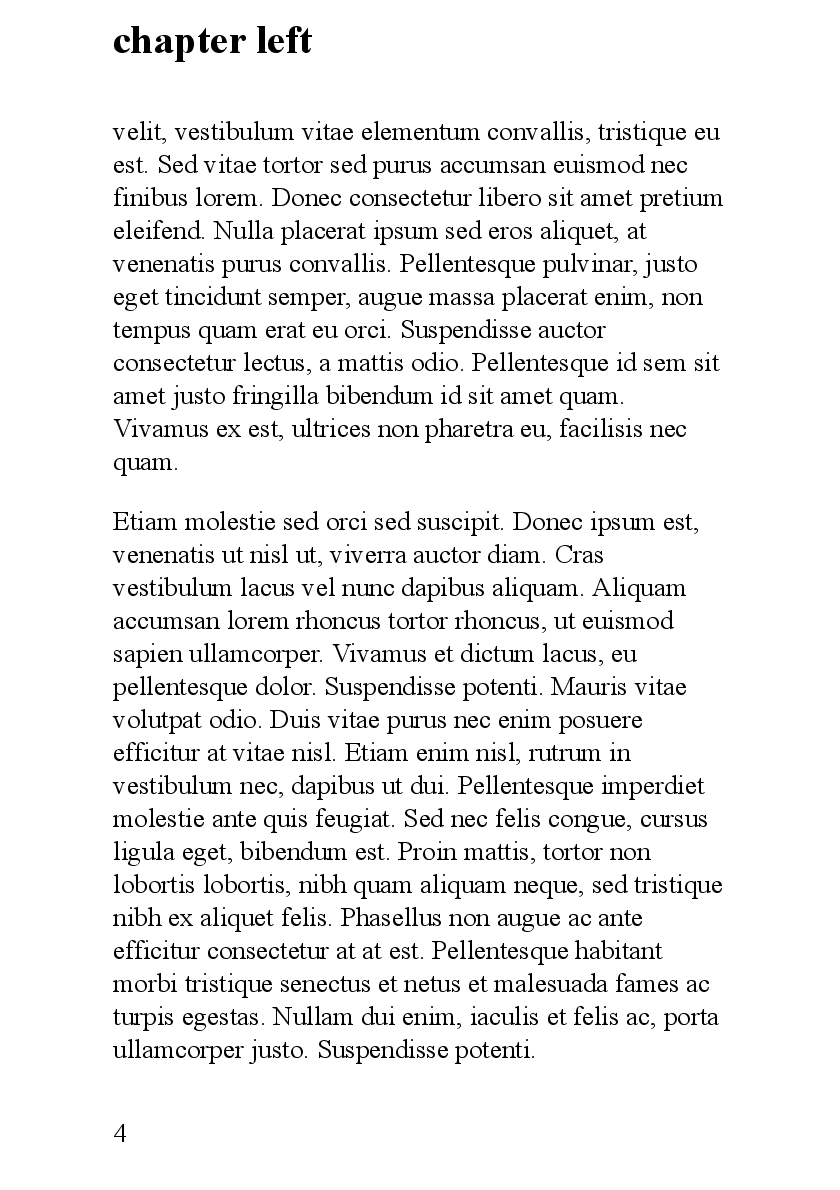 chapter left
velit, vestibulum vitae elementum convallis, tristique eu
est. Sed vitae tortor sed purus accumsan euismod nec
finibus lorem. Donec consectetur libero sit amet pretium
eleifend. Nulla placerat ipsum sed eros aliquet, at
venenatis purus convallis. Pellentesque pulvinar, justo
eget tincidunt semper, augue massa placerat enim, non
tempus quam erat eu orci. Suspendisse auctor
consectetur lectus, a mattis odio. Pellentesque id sem sit
amet justo fringilla bibendum id sit amet quam.
Vivamus ex est, ultrices non pharetra eu, facilisis nec
quam.
Etiam molestie sed orci sed suscipit. Donec ipsum est,
venenatis ut nisl ut, viverra auctor diam. Cras
vestibulum lacus vel nunc dapibus aliquam. Aliquam
accumsan lorem rhoncus tortor rhoncus, ut euismod
sapien ullamcorper. Vivamus et dictum lacus, eu
pellentesque dolor. Suspendisse potenti. Mauris vitae
volutpat odio. Duis vitae purus nec enim posuere
efficitur at vitae nisl. Etiam enim nisl, rutrum in
vestibulum nec, dapibus ut dui. Pellentesque imperdiet
molestie ante quis feugiat. Sed nec felis congue, cursus
ligula eget, bibendum est. Proin mattis, tortor non
lobortis lobortis, nibh quam aliquam neque, sed tristique
nibh ex aliquet felis. Phasellus non augue ac ante
efficitur consectetur at at est. Pellentesque habitant
morbi tristique senectus et netus et malesuada fames ac
turpis egestas. Nullam dui enim, iaculis et felis ac, porta
ullamcorper justo. Suspendisse potenti.
4